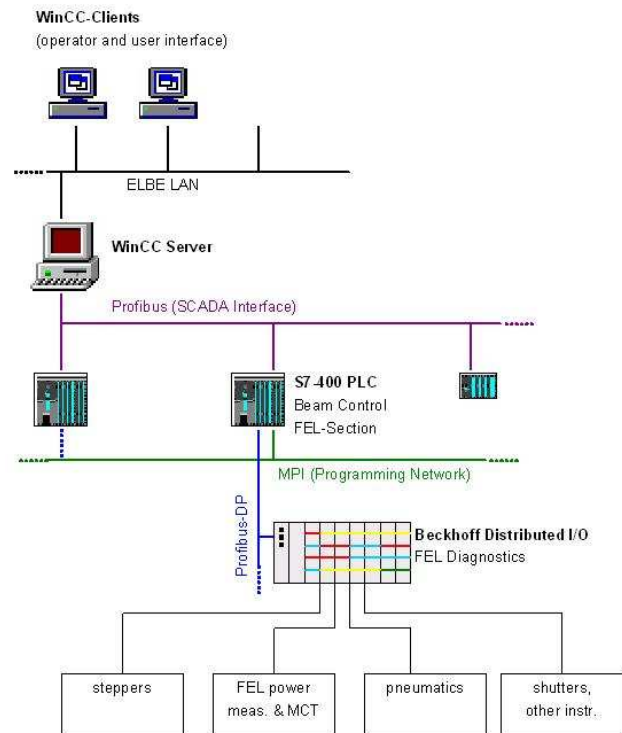 WinCC-Clients
(operator and user interface)
ELBE LAN
WinCC Server
Profibus (SCADA Interface)
S7-400 PLC
Beam Control
FEL-Section
MPI (Programming Network)
Profibus-DP
Beckhoff Distributed I/O
FEL Diagnostics
steppers
FEL power
meas. & MCT
pneumatics
shutters,
other instr.